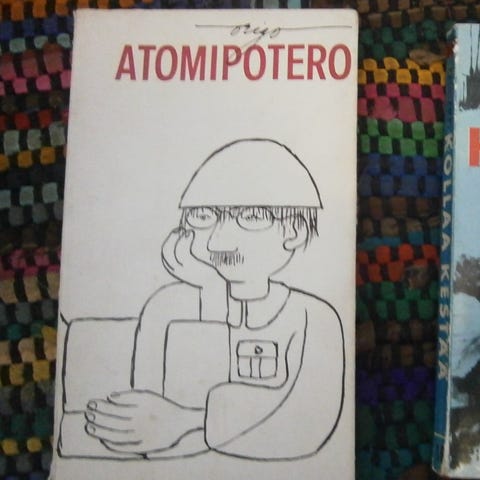 origo
ATOMIPOTERO
KOLLAA KESTÄÄ